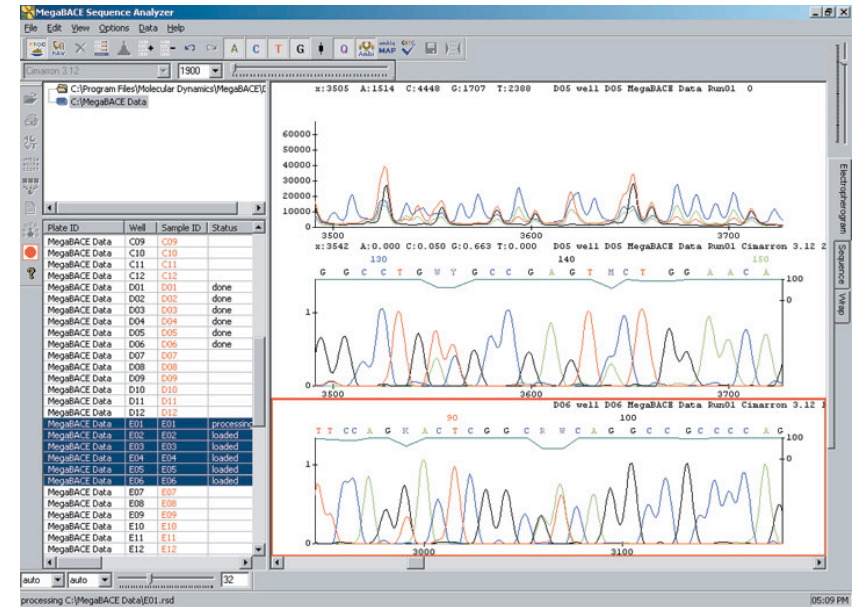 MegaBACE Sequence Analyzer
File Edit View Options Data Help
A C T G Q MAP
Cimarron 3.12 1900
C:\Program Files\Molecular Dynamics\MegaBACE\
C:\MegaBACE Data
Plate ID Well Sample ID Status
MegaBACE Data C09 C09
MegaBACE Data C10 C10
MegaBACE Data C11 C11
MegaBACE Data C12 C12
MegaBACE Data D01 D01 done
MegaBACE Data D02 D02 done
MegaBACE Data D03 D03 done
MegaBACE Data D04 D04 done
MegaBACE Data D05 D05 done
MegaBACE Data D06 D06 done
MegaBACE Data D07 D07
MegaBACE Data D08 D08
MegaBACE Data D09 D09
MegaBACE Data D10 D10
MegaBACE Data D11 D11
MegaBACE Data D12 D12
MegaBACE Data E01 E01 processing
MegaBACE Data E02 E02 loaded
MegaBACE Data E03 E03 loaded
MegaBACE Data E04 E04 loaded
MegaBACE Data E05 E05 loaded
MegaBACE Data E06 E06 loaded
MegaBACE Data E07 E07
MegaBACE Data E08 E08
MegaBACE Data E09 E09
MegaBACE Data E10 E10
MegaBACE Data E11 E11
MegaBACE Data E12 E12
x:3505 A:1514 C:4448 G:1707 T:2388 D05 well D05 MegaBACE Data Run01 0
60000
50000
40000
30000
20000
10000
0
3500 3600 3700
x:3542 A:0.000 C:0.050 G:0.663 T:0.000 D05 well D05 MegaBACE Data Run01 Cimarron 3.12 2
130 140 150
G G C C T G W Y G C C G A G T M C T G G A A C A
100
0
1
0
3500 3600 3700
D06 well D06 MegaBACE Data Run01 Cimarron 3.12
90 100
T T C C A G K A C T C G G C R W C A G G C C G C C C C A G
100
0
1
0
3000 3100
Electropherogram
Sequence
Wrap
auto auto 32
processing C:\MegaBACE Data\E01.rsd 05:09 PM